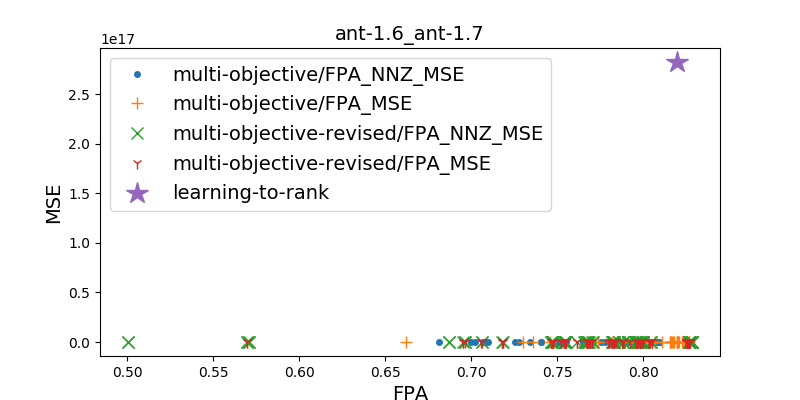 ant-1.6_ant-1.7
1e17
multi-objective/FPA_NNZ_MSE
multi-objective/FPA_MSE
multi-objective-revised/FPA_NNZ_MSE
multi-objective-revised/FPA_MSE
learning-to-rank
2.5
2.0
1.5
1.0
0.5
0.0
MSE
0.50 0.55 0.60 0.65 0.70 0.75 0.80
FPA